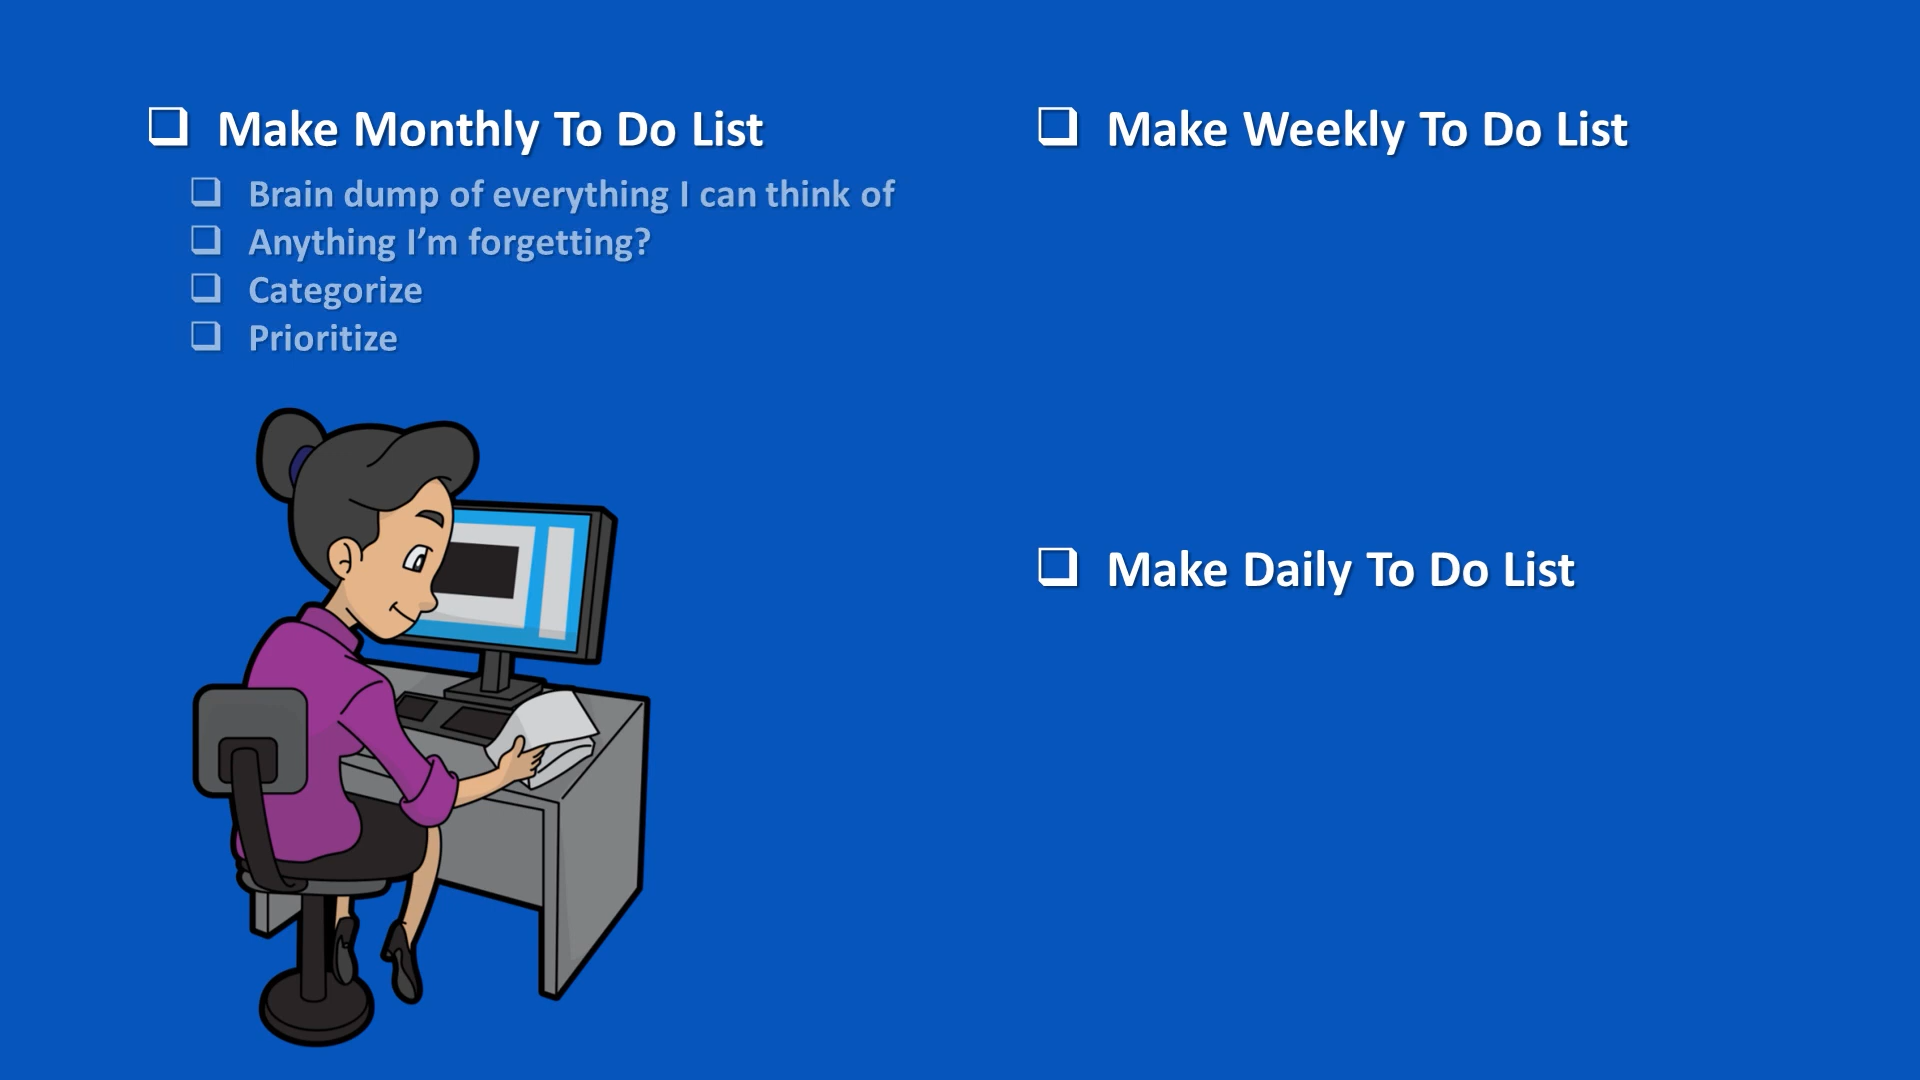 Make Monthly To Do List
Brain dump of everything I can think of
Anything I’m forgetting?
Categorize
Prioritize
Make Weekly To Do List
Make Daily To Do List